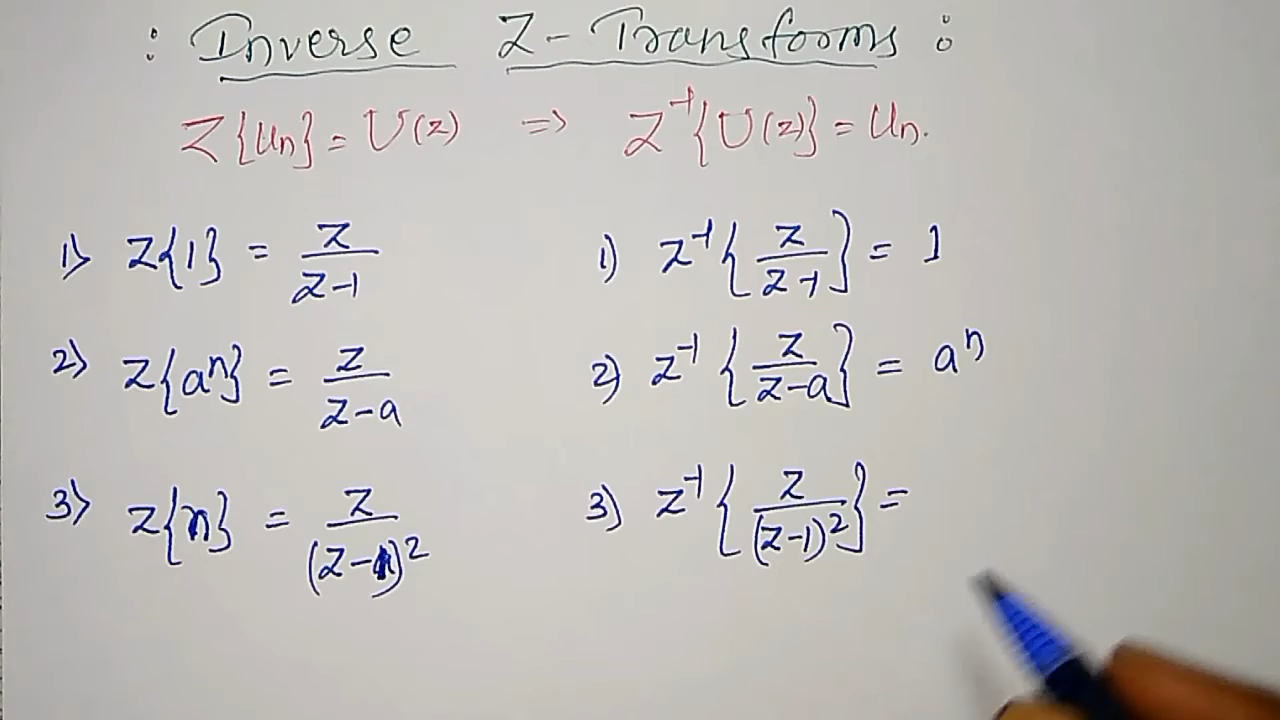 : Inverse Z-Transforms :
Z{Un} = U(z) => Z⁻¹{U(z)} = Un.
1) Z{1} = z/(z-1)
1) z⁻¹{z/(z-1)} = 1
2) Z{aⁿ} = z/(z-a)
2) z⁻¹{z/(z-a)} = aⁿ
3) Z{n} = z/(z-1)²
3) z⁻¹{z/(z-1)²} =